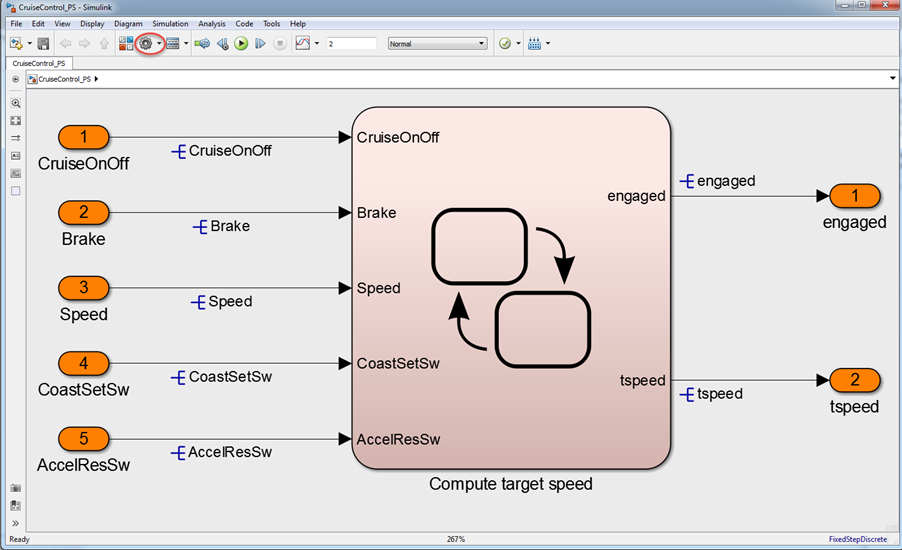 CruiseControl_PS - Simulink
File Edit View Display Diagram Simulation Analysis Code Tools Help
2 Normal
CruiseControl_PS
CruiseControl_PS
1
CruiseOnOff
CruiseOnOff
CruiseOnOff
2
Brake
Brake
Brake
3
Speed
Speed
Speed
4
CoastSetSw
CoastSetSw
CoastSetSw
5
AccelResSw
AccelResSw
AccelResSw
engaged
engaged
1
engaged
tspeed
tspeed
2
tspeed
Compute target speed
Ready 267% FixedStepDiscrete